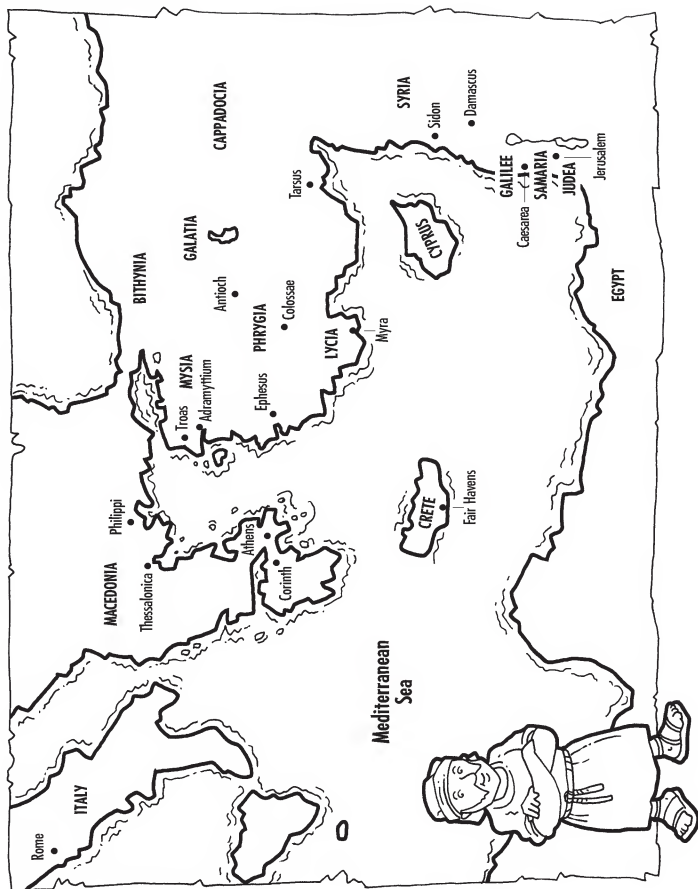 Rome
ITALY
MACEDONIA
Thessalonica
Philippi
Athens
Corinth
Troas
MYSIA
Adramyttium
Ephesus
BITHYNIA
GALATIA
Antioch
PHRYGIA
Colossae
LYCIA
Myra
CAPPADOCIA
Tarsus
SYRIA
Sidon
Damascus
CYPRUS
CRETE
Fair Havens
Mediterranean
Sea
GALILEE
Caesarea
SAMARIA
JUDEA
Jerusalem
EGYPT